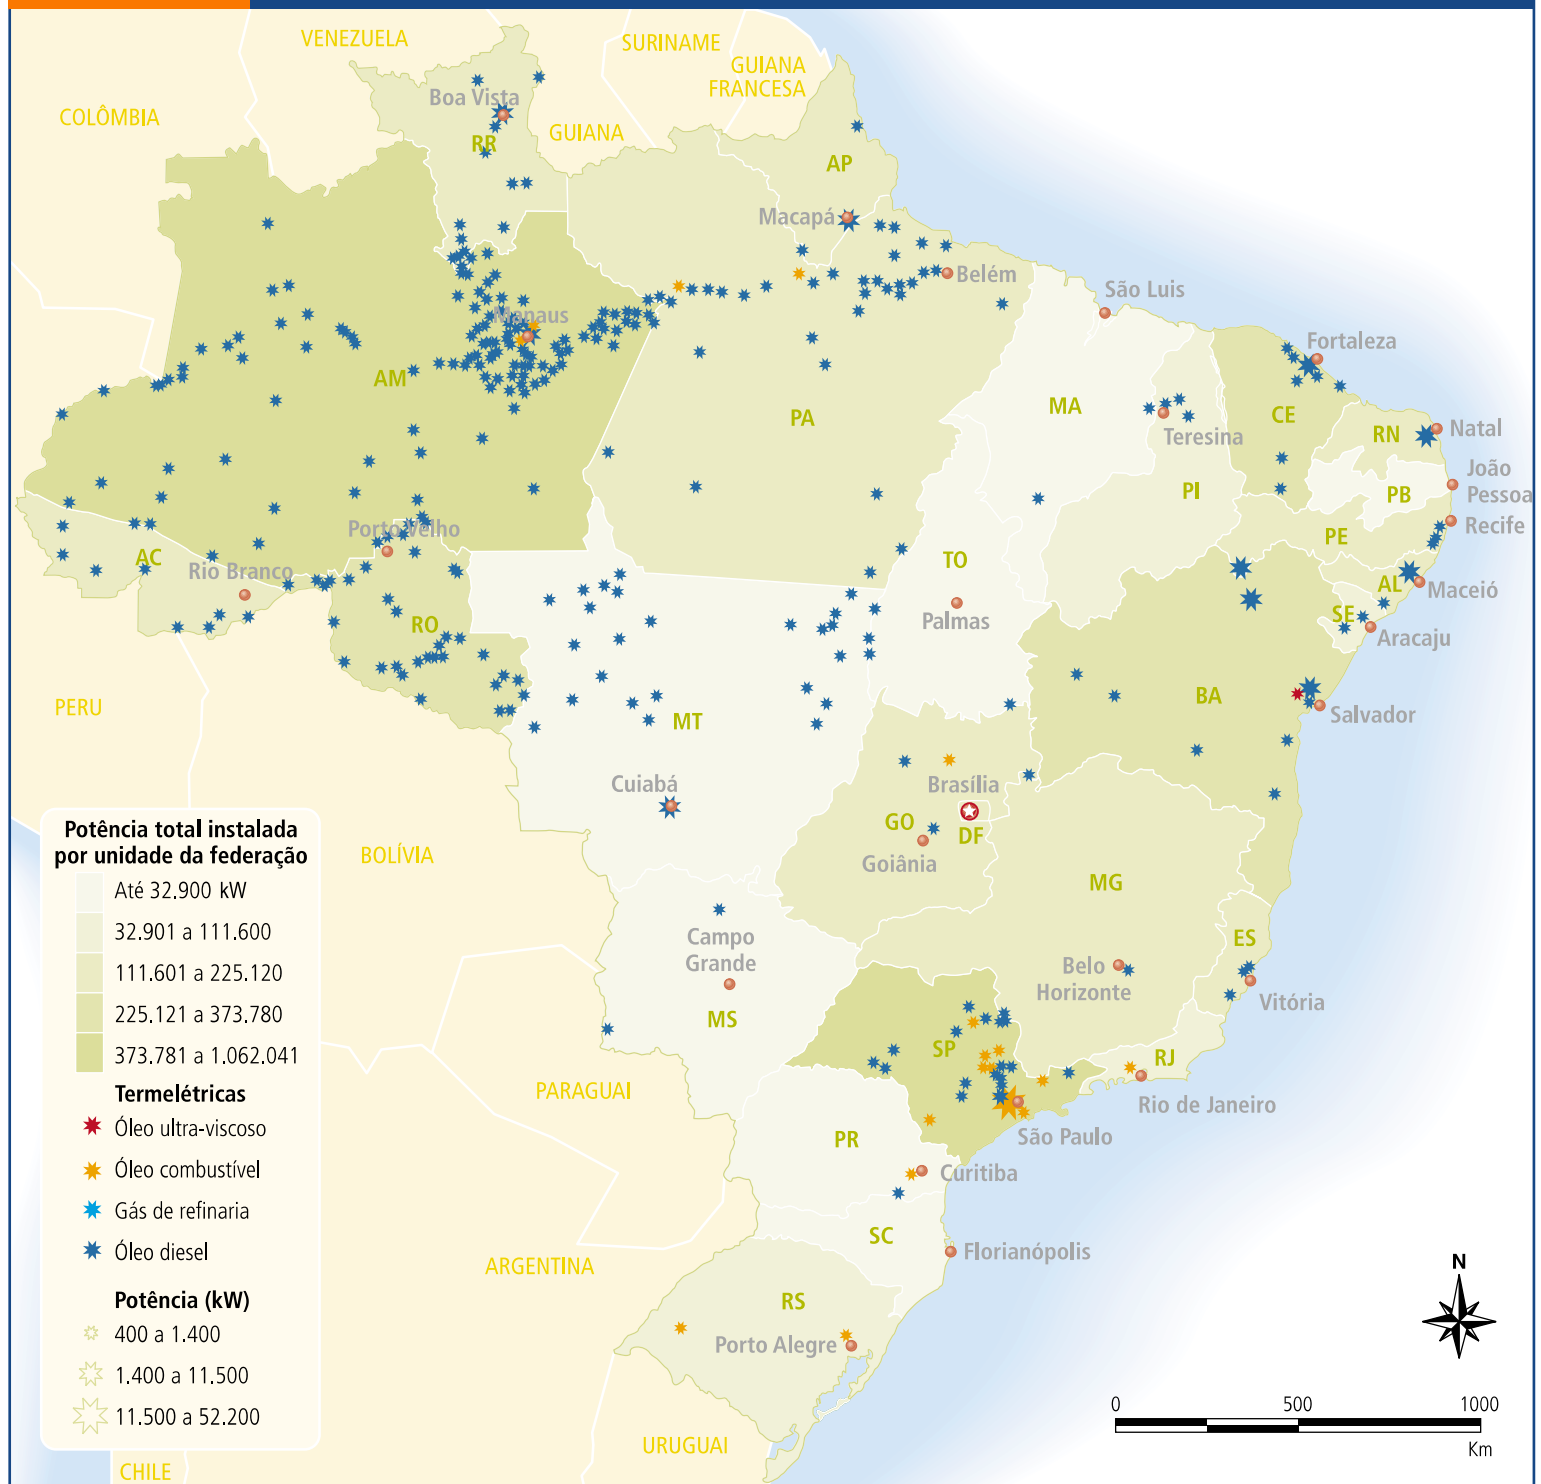 VENEZUELA
SURINAME
GUIANA
FRANCESA
COLÔMBIA
Boa Vista
GUIANA
RR
AP
Macapá
Belém
São Luis
Manaus
Fortaleza
AM
PA
MA
CE
Teresina
RN
Natal
João
Pessoa
PI
PB
Recife
Porto Velho
PE
AC
Rio Branco
TO
AL
Maceió
Palmas
SE
RO
Aracaju
PERU
BA
MT
Salvador
Cuiabá
Brasília
GO
DF
Goiânia
BOLÍVIA
MG
Campo
Grande
ES
Belo
Horizonte
Vitória
MS
SP
RJ
PARAGUAI
Rio de Janeiro
São Paulo
PR
Curitiba
SC
Florianópolis
ARGENTINA
RS
Porto Alegre
URUGUAI
CHILE
Potência total instalada
por unidade da federação
Até 32.900 kW
32.901 a 111.600
111.601 a 225.120
225.121 a 373.780
373.781 a 1.062.041
Termelétricas
Óleo ultra-viscoso
Óleo combustível
Gás de refinaria
Óleo diesel
Potência (kW)
400 a 1.400
1.400 a 11.500
11.500 a 52.200
N
0 500 1000
Km